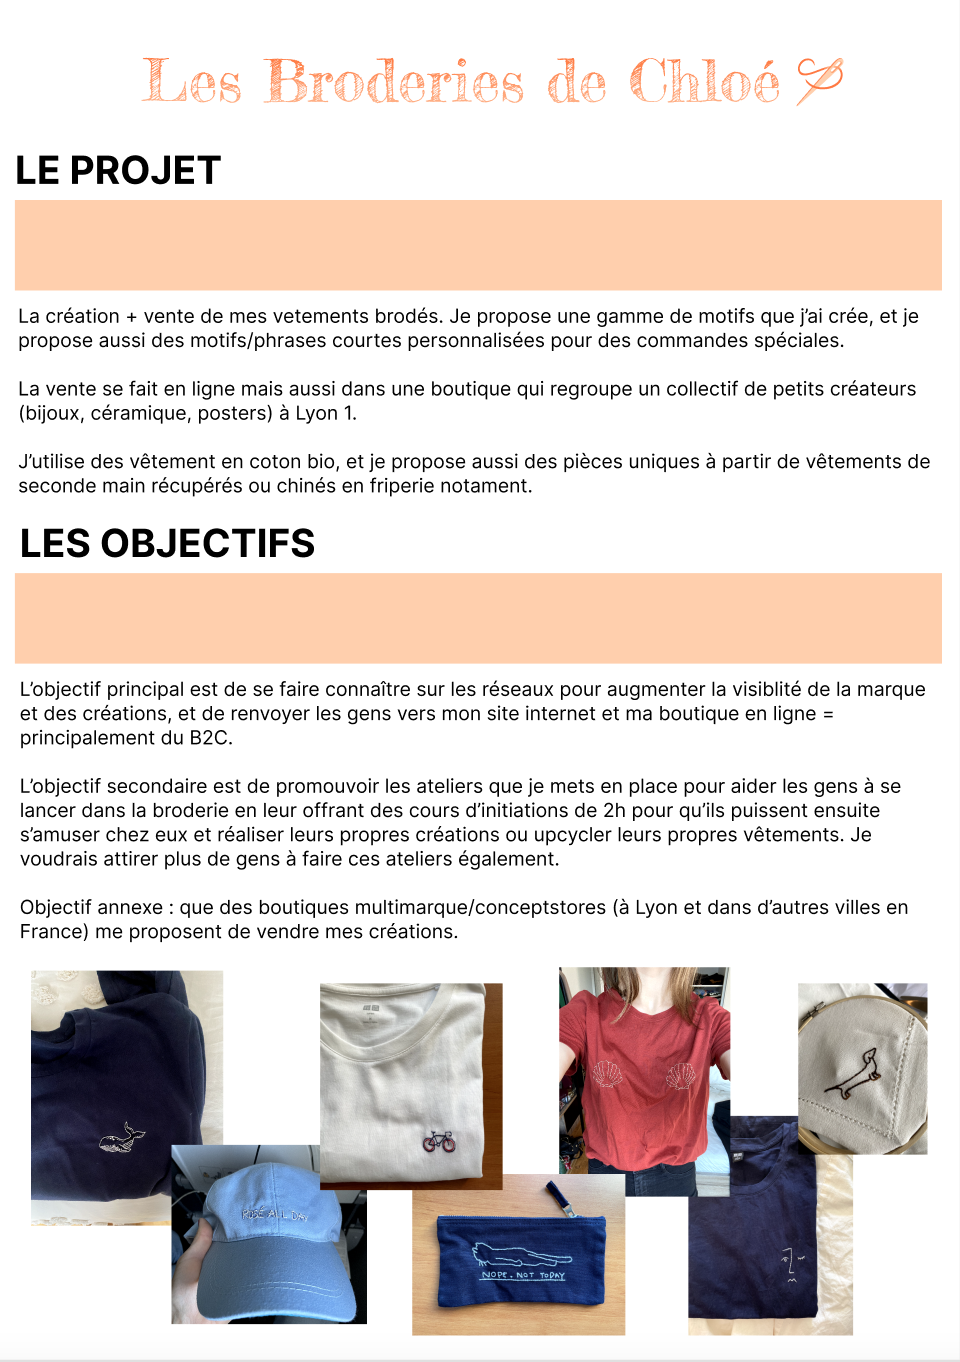 Les Broderies de Chloé
LE PROJET
La création + vente de mes vetements brodés. Je propose une gamme de motifs que j'ai crée, et je
propose aussi des motifs/phrases courtes personnalisées pour des commandes spéciales.
La vente se fait en ligne mais aussi dans une boutique qui regroupe un collectif de petits créateurs
(bijoux, céramique, posters) à Lyon 1.
J'utilise des vêtement en coton bio, et je propose aussi des pièces uniques à partir de vêtements de
seconde main récupérés ou chinés en friperie notament.
LES OBJECTIFS
L'objectif principal est de se faire connaître sur les réseaux pour augmenter la visiblité de la marque
et des créations, et de renvoyer les gens vers mon site internet et ma boutique en ligne =
principalement du B2C.
L'objectif secondaire est de promouvoir les ateliers que je mets en place pour aider les gens à se
lancer dans la broderie en leur offrant des cours d'initiations de 2h pour qu'ils puissent ensuite
s'amuser chez eux et réaliser leurs propres créations ou upcycler leurs propres vêtements. Je
voudrais attirer plus de gens à faire ces ateliers également.
Objectif annexe : que des boutiques multimarque/conceptstores (à Lyon et dans d'autres villes en
France) me proposent de vendre mes créations.
ROSÉ ALL DAY
NOPE. NOT TODAY